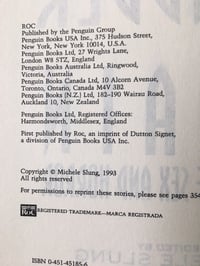 ROC
Published by the Penguin Group
Penguin Books USA Inc., 375 Hudson Street,
New York, New York 10014, U.S.A.
Penguin Books Ltd, 27 Wrights Lane,
London W8 5TZ, England
Penguin Books Australia Ltd, Ringwood,
Victoria, Australia
Penguin Books Canada Ltd, 10 Alcorn Avenue,
Toronto, Ontario, Canada M4V 3B2
Penguin Books (N.Z.) Ltd, 182–190 Wairau Road,
Auckland 10, New Zealand
Penguin Books Ltd, Registered Offices:
Harmondsworth, Middlesex, England
First published by Roc, an imprint of Dutton Signet,
a division of Penguin Books USA Inc.
Copyright © Michele Slung, 1993
All rights reserved
For permissions to reprint these stories, please see pages 354
REGISTERED TRADEMARK—MARCA REGISTRADA
ISBN 0-451-45185-6